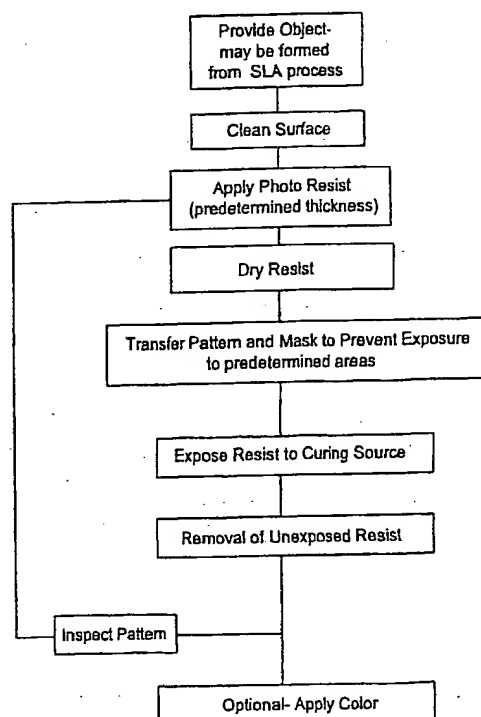 Provide Object-
may be formed
from SLA process
Clean Surface
Apply Photo Resist
(predetermined thickness)
Dry Resist
Transfer Pattern and Mask to Prevent Exposure
to predetermined areas
Expose Resist to Curing Source
Removal of Unexposed Resist
Inspect Pattern
Optional- Apply Color